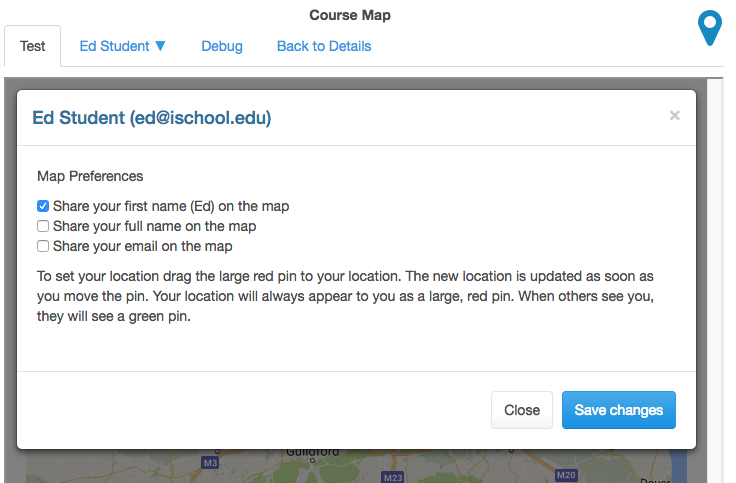 Course Map
Test
Ed Student ▼
Debug
Back to Details
Ed Student (ed@ischool.edu)
×
Map Preferences
Share your first name (Ed) on the map
Share your full name on the map
Share your email on the map
To set your location drag the large red pin to your location. The new location is updated as soon as
you move the pin. Your location will always appear to you as a large, red pin. When others see you,
they will see a green pin.
Close
Save changes
Guildford
M3
M23
M20
Dover